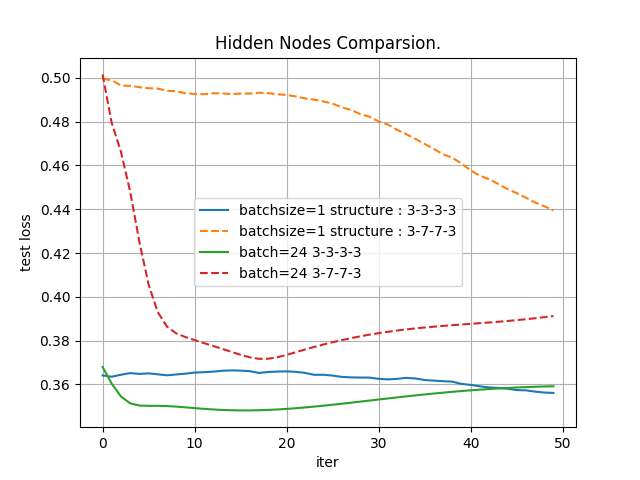 Hidden Nodes Comparsion.
0.50
0.48
0.46
0.44
0.42
0.40
0.38
0.36
test loss
batchsize=1 structure : 3-3-3-3
batchsize=1 structure : 3-7-7-3
batch=24 3-3-3-3
batch=24 3-7-7-3
0 10 20 30 40 50
iter